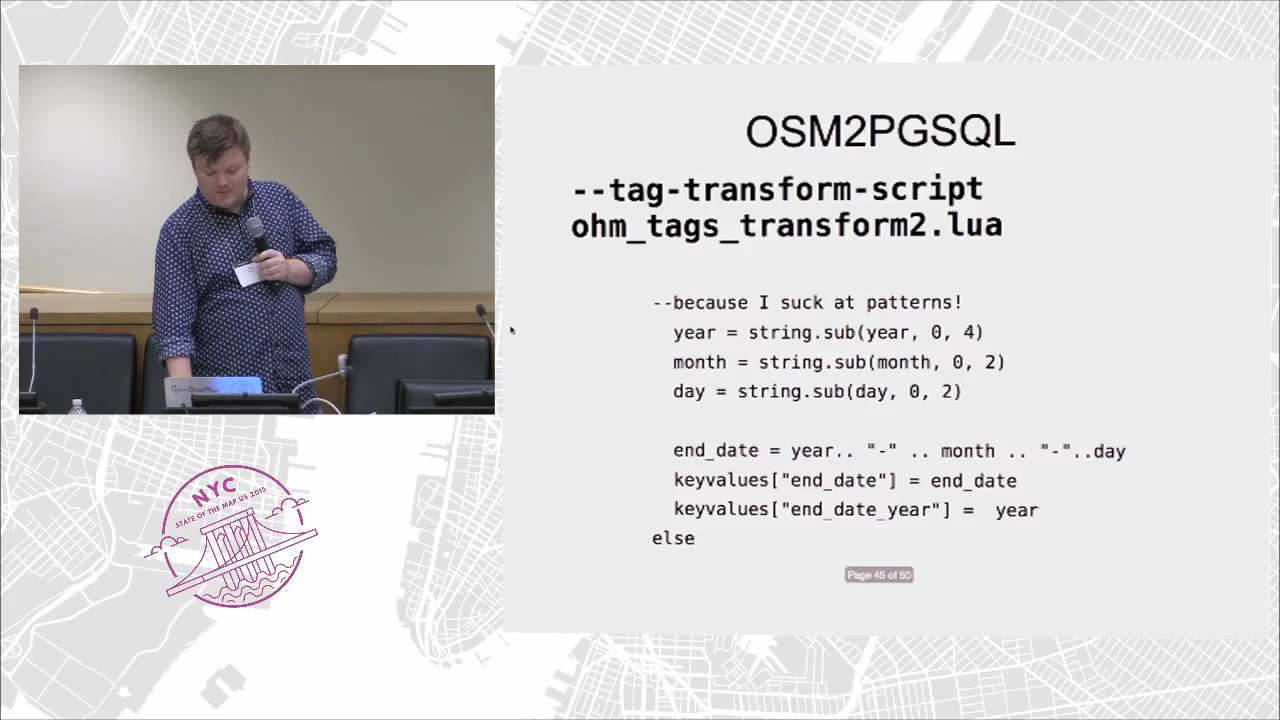 OSM2PGSQL
--tag-transform-script
ohm_tags_transform2.lua
--because I suck at patterns!
year = string.sub(year, 0, 4)
month = string.sub(month, 0, 2)
day = string.sub(day, 0, 2)
end_date = year.. "-" .. month .. "-"..day
keyvalues["end_date"] = end_date
keyvalues["end_date_year"] =  year
else
Page 45 of 50
OpenStreetMap
NYC
STATE OF THE MAP US 2015